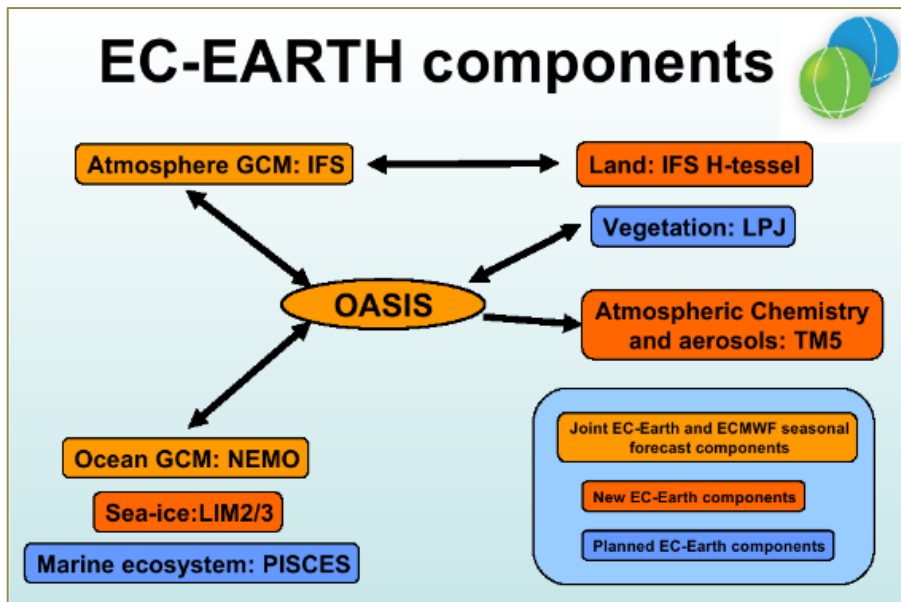 EC-EARTH components
Atmosphere GCM: IFS
Land: IFS H-tessel
Vegetation: LPJ
OASIS
Atmospheric Chemistry
and aerosols: TM5
Ocean GCM: NEMO
Sea-ice:LIM2/3
Marine ecosystem: PISCES
Joint EC-Earth and ECMWF seasonal
forecast components
New EC-Earth components
Planned EC-Earth components